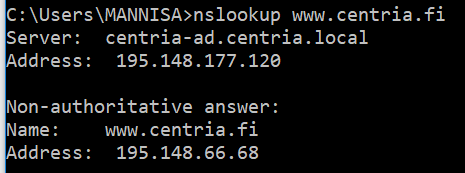 C:\Users\MANNISA>nslookup www.centria.fi
Server:  centria-ad.centria.local
Address:  195.148.177.120

Non-authoritative answer:
Name:    www.centria.fi
Address:  195.148.66.68